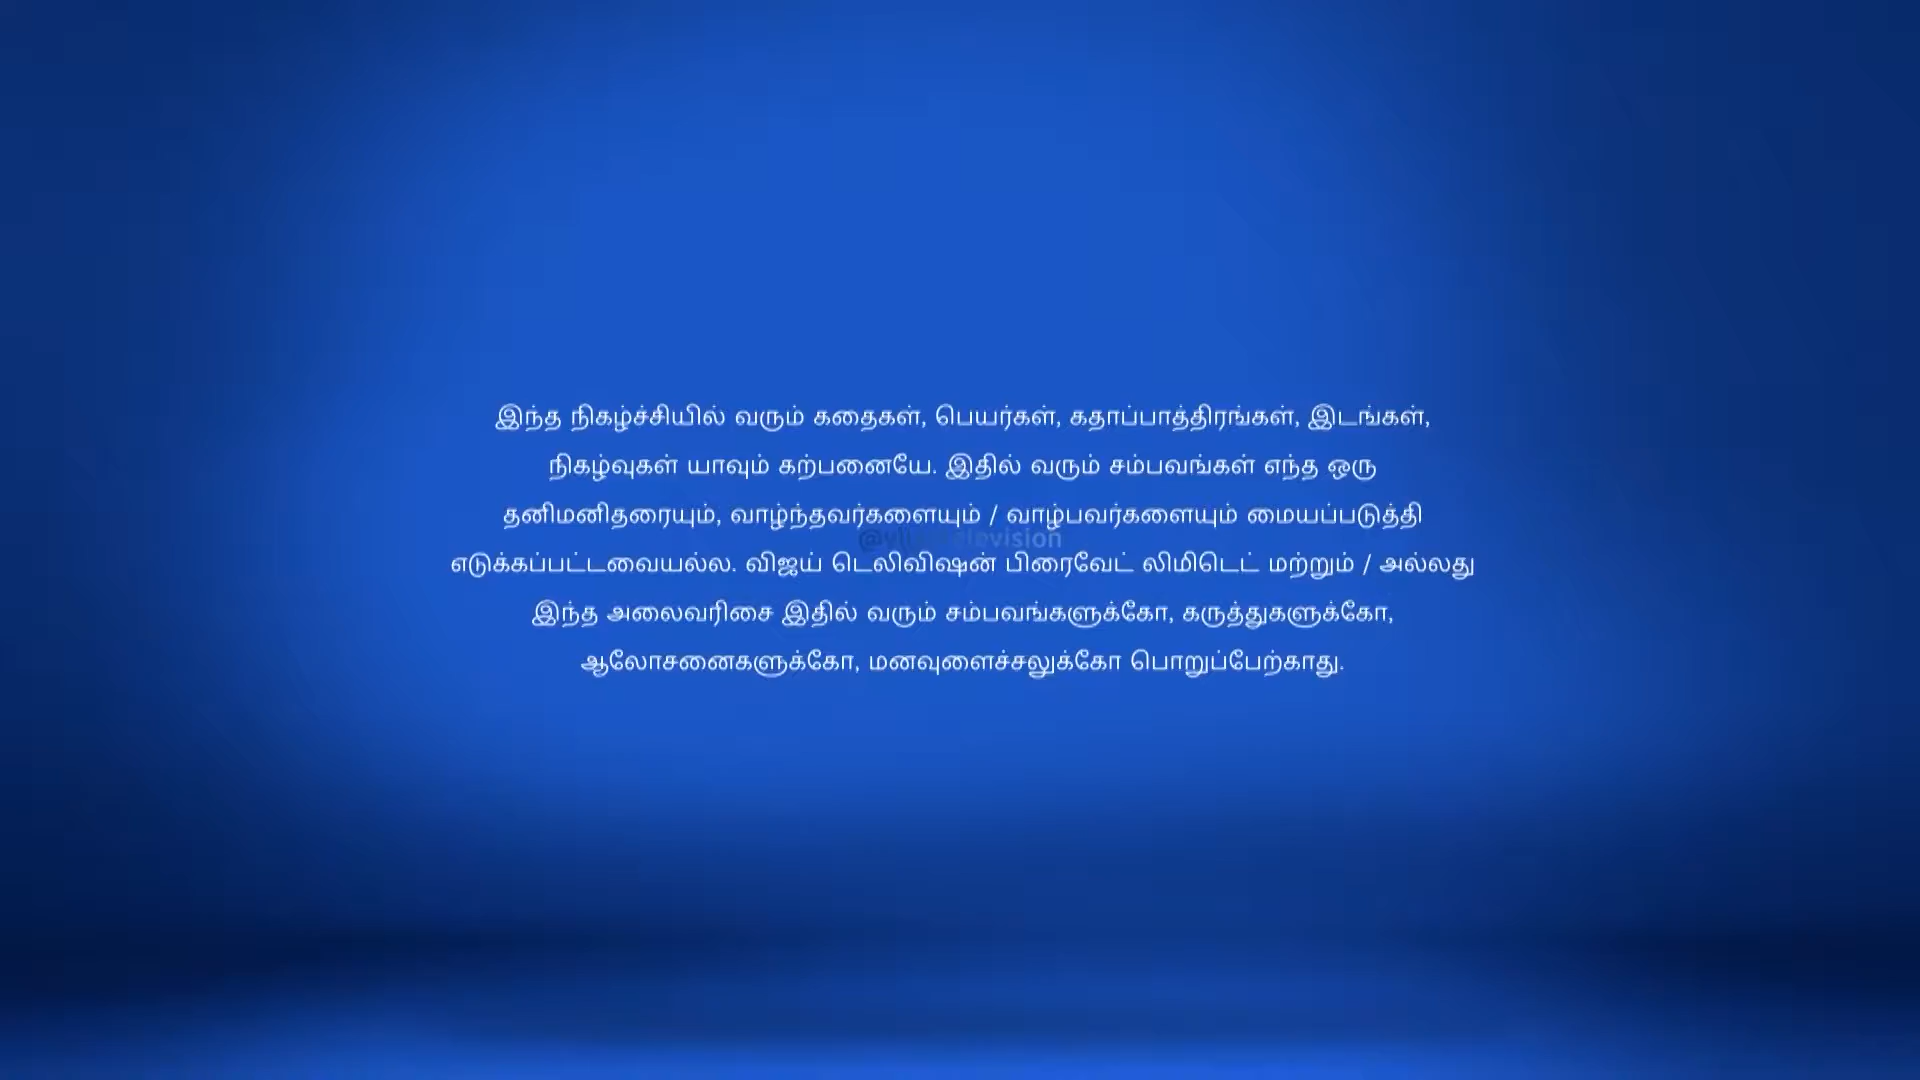 இந்த நிகழ்ச்சியில் வரும் கதைகள், பெயர்கள், கதாப்பாத்திரங்கள், இடங்கள்,
நிகழ்வுகள் யாவும் கற்பனையே. இதில் வரும் சம்பவங்கள் எந்த ஒரு
தனிமனிதரையும், வாழ்ந்தவர்களையும் / வாழ்பவர்களையும் மையப்படுத்தி
எடுக்கப்பட்டவையல்ல. விஜய் டெலிவிஷன் பிரைவேட் லிமிடெட் மற்றும் / அல்லது
இந்த அலைவரிசை இதில் வரும் சம்பவங்களுக்கோ, கருத்துகளுக்கோ,
ஆலோசனைகளுக்கோ, மனவுளைச்சலுக்கோ பொறுப்பேற்காது.